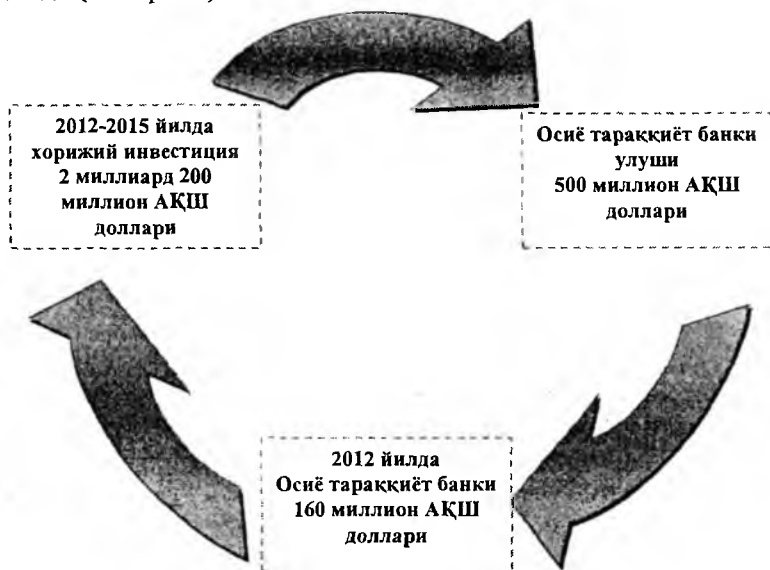 2012-2015 йилда
хорижий инвестиция
2 миллиард 200
миллион АҚШ
доллари
Осиё тараққиёт банки
улуши
500 миллион АҚШ
доллари
2012 йилда
Осиё тараққиёт банки
160 миллион АҚШ
доллари